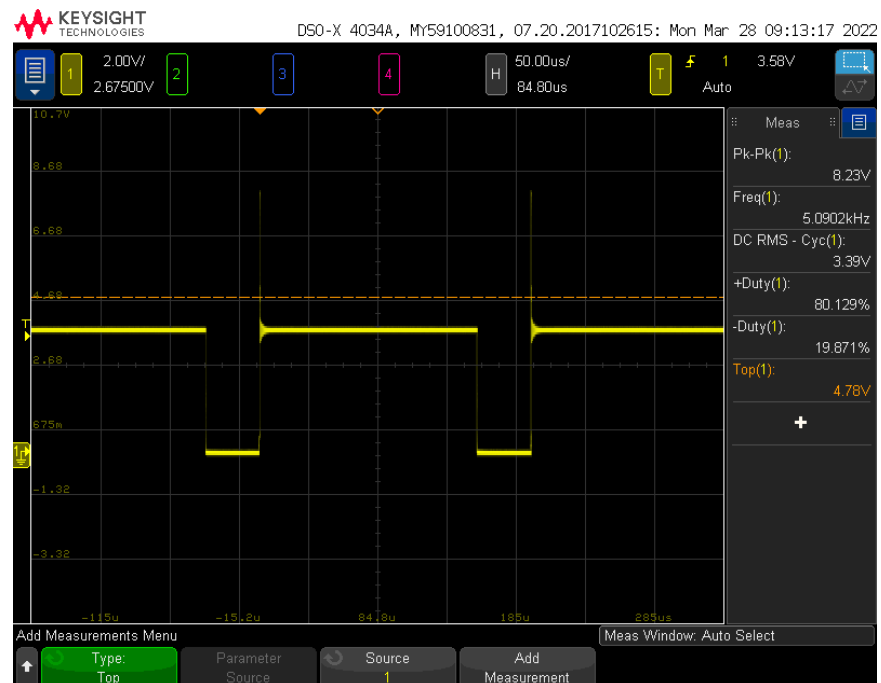 KEYSIGHT
TECHNOLOGIES
DSO-X 4034A, MY59100831, 07.20.2017102615: Mon Mar 28 09:13:17 2022
1 2.00V/ 2.67500V 2 3 4 H 50.00us/ 84.80us T 1 3.58V Auto
10.7V
8.68
6.68
4.68
T
2.68
675m
1
-1.32
-3.32
-115u -15.2u 84.8u 185u 285us
Meas
Pk-Pk(1):
8.23V
Freq(1):
5.0902kHz
DC RMS - Cyc(1):
3.39V
+Duty(1):
80.129%
-Duty(1):
19.871%
Top(1):
4.78V
Add Measurements Menu
Meas Window: Auto Select
Type:
Top
Parameter
Source
Source
1
Add
Measurement